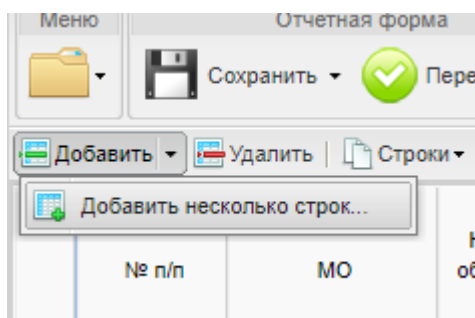 Меню Отчетная форма
Сохранить
Добавить Удалить Строки
Добавить несколько строк...
№ п/п МО